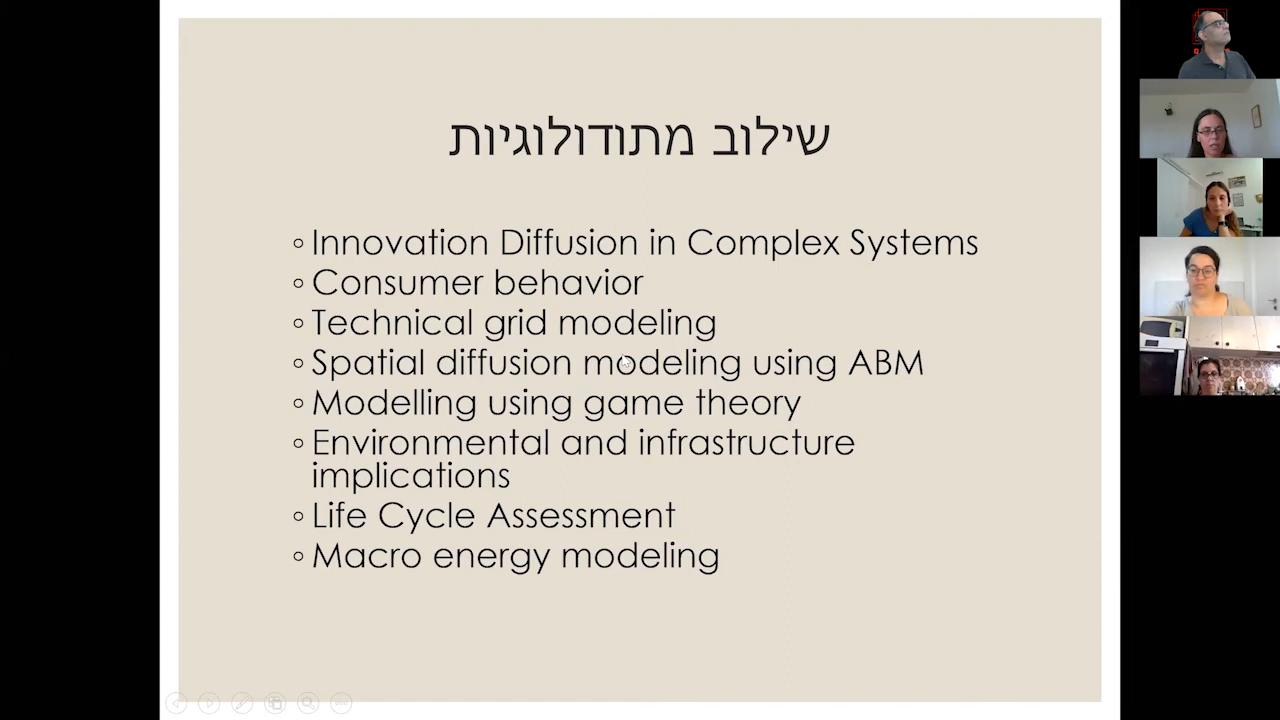 שילוב מתודולוגיות
◦ Innovation Diffusion in Complex Systems
◦ Consumer behavior
◦ Technical grid modeling
◦ Spatial diffusion modeling using ABM
◦ Modelling using game theory
◦ Environmental and infrastructure
implications
◦ Life Cycle Assessment
◦ Macro energy modeling